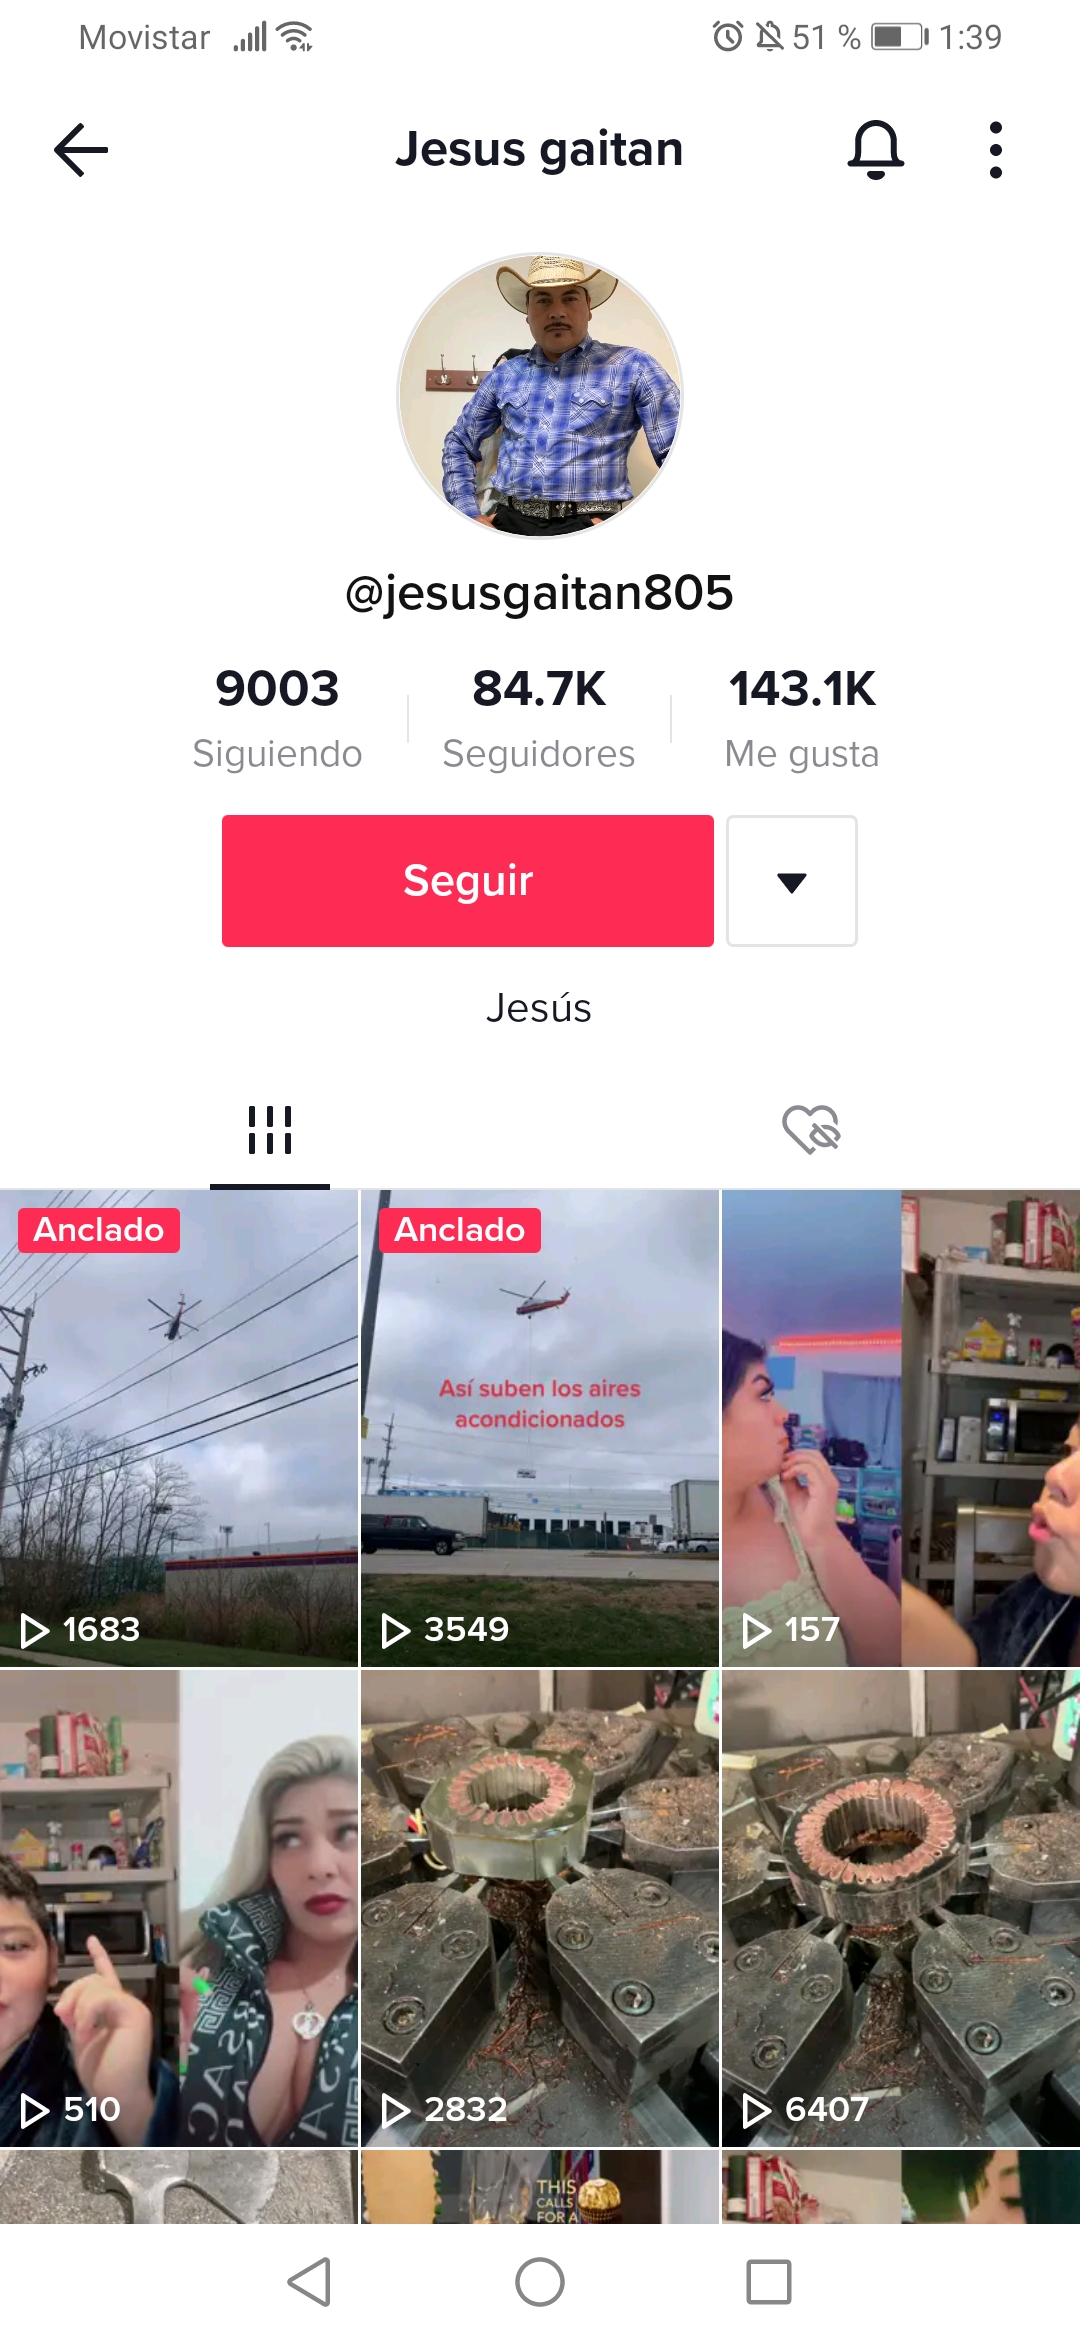 Movistar 51 % 1:39
Jesus gaitan
@jesusgaitan805
9003 84.7K 143.1K
Siguiendo Seguidores Me gusta
Seguir
Jesús
Anclado Anclado
Así suben los aires
acondicionados
1683 3549 157
510 2832 6407
THIS
CALLS
FOR A